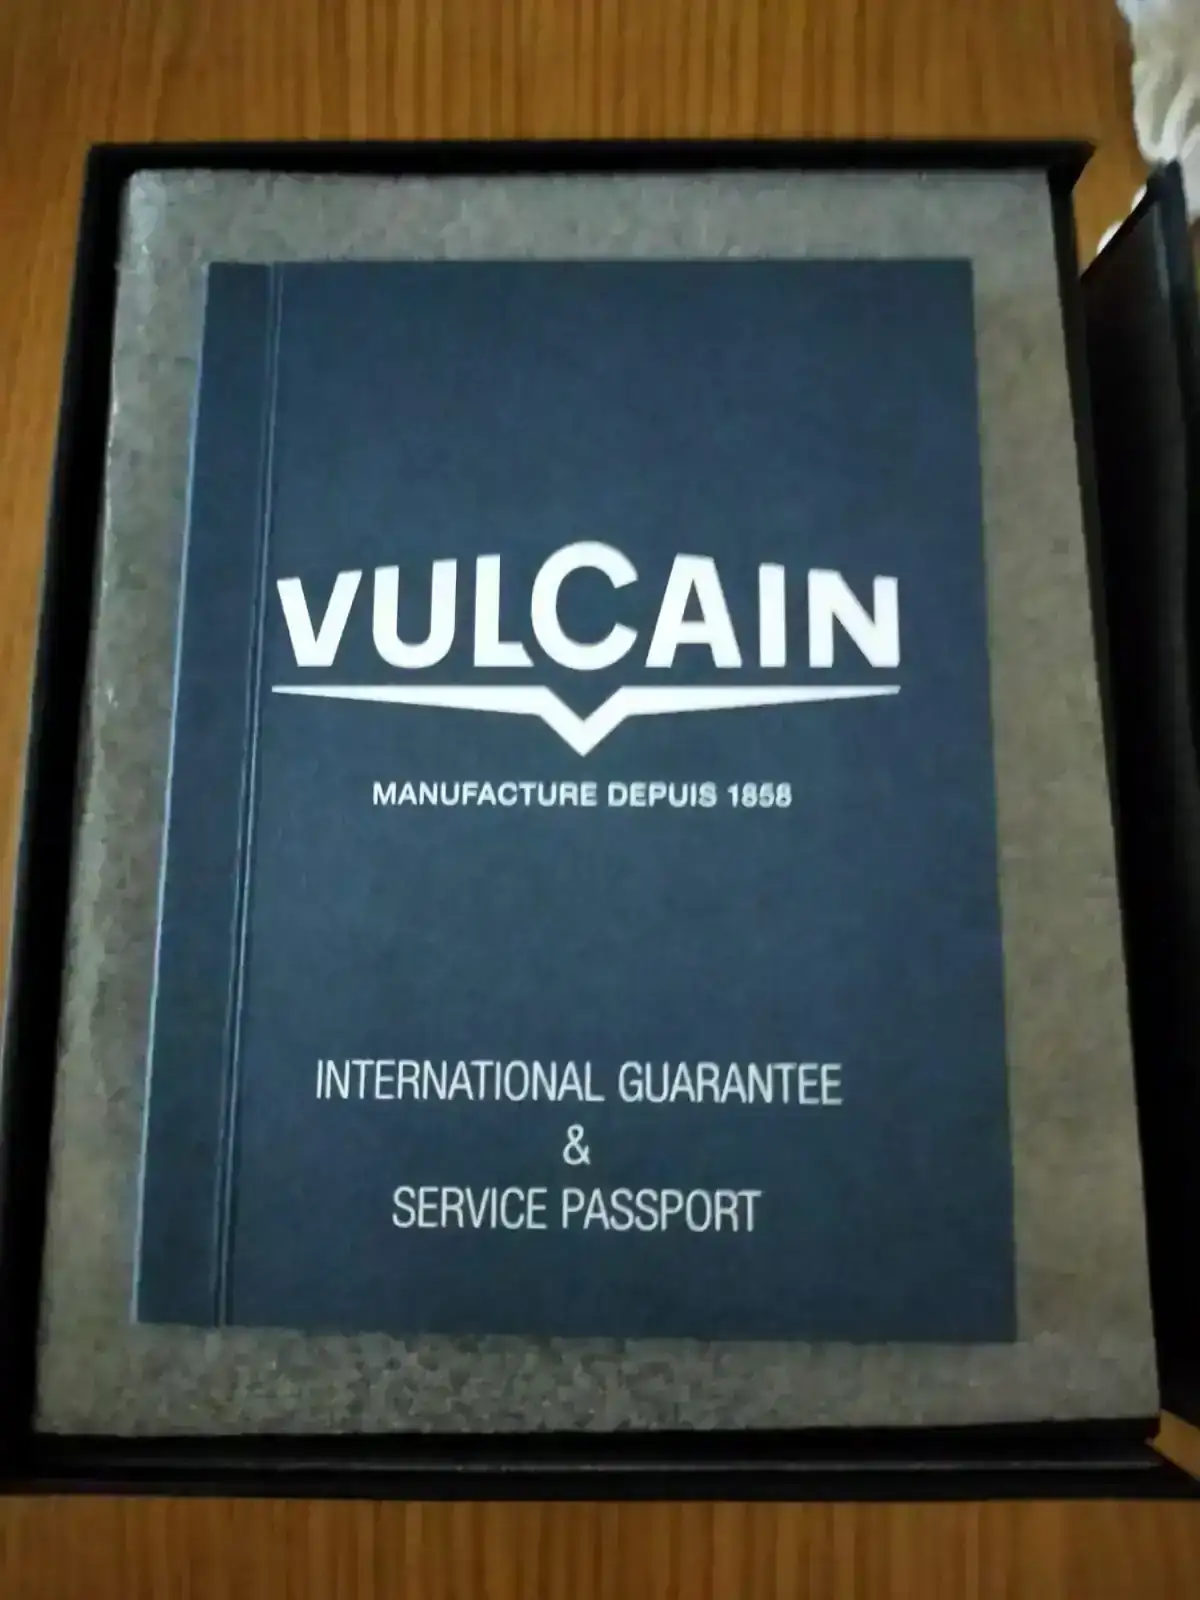 VULCAIN
MANUFACTURE DEPUIS 1858
INTERNATIONAL GUARANTEE
&
SERVICE PASSPORT